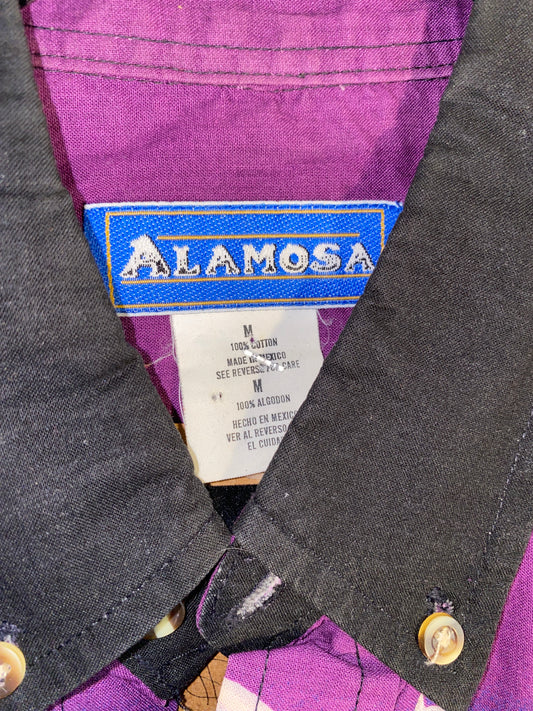 ALAMOSA
M
100% COTTON
MADE IN MEXICO
SEE REVERSE FOR CARE
M
100% ALGODON
HECHO EN MEXICO
VER AL REVERSO
EL CUIDA